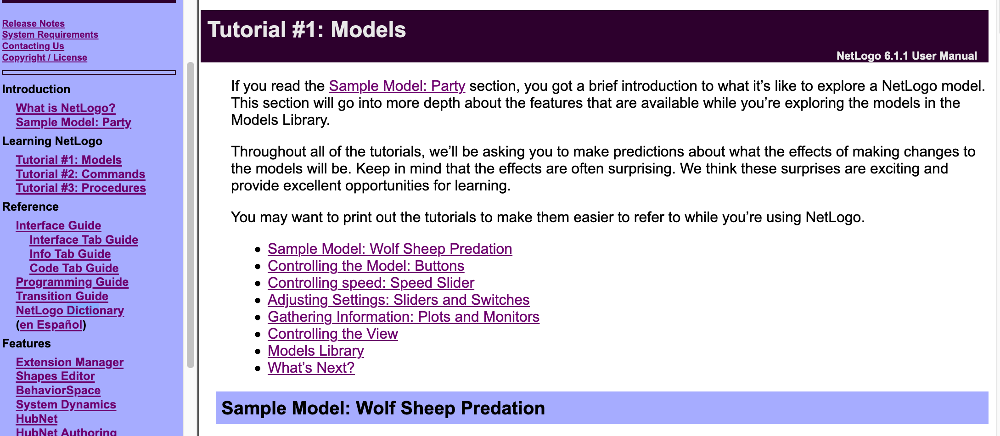 Release Notes
System Requirements
Contacting Us
Copyright / License
Introduction
What is NetLogo?
Sample Model: Party
Learning NetLogo
Tutorial #1: Models
Tutorial #2: Commands
Tutorial #3: Procedures
Reference
Interface Guide
Interface Tab Guide
Info Tab Guide
Code Tab Guide
Programming Guide
Transition Guide
NetLogo Dictionary
(en Español)
Features
Extension Manager
Shapes Editor
BehaviorSpace
System Dynamics
HubNet
HubNet Authoring
Tutorial #1: Models
NetLogo 6.1.1 User Manual
If you read the Sample Model: Party section, you got a brief introduction to what it’s like to explore a NetLogo model.
This section will go into more depth about the features that are available while you’re exploring the models in the
Models Library.
Throughout all of the tutorials, we’ll be asking you to make predictions about what the effects of making changes to
the models will be. Keep in mind that the effects are often surprising. We think these surprises are exciting and
provide excellent opportunities for learning.
You may want to print out the tutorials to make them easier to refer to while you’re using NetLogo.
• Sample Model: Wolf Sheep Predation
• Controlling the Model: Buttons
• Controlling speed: Speed Slider
• Adjusting Settings: Sliders and Switches
• Gathering Information: Plots and Monitors
• Controlling the View
• Models Library
• What’s Next?
Sample Model: Wolf Sheep Predation